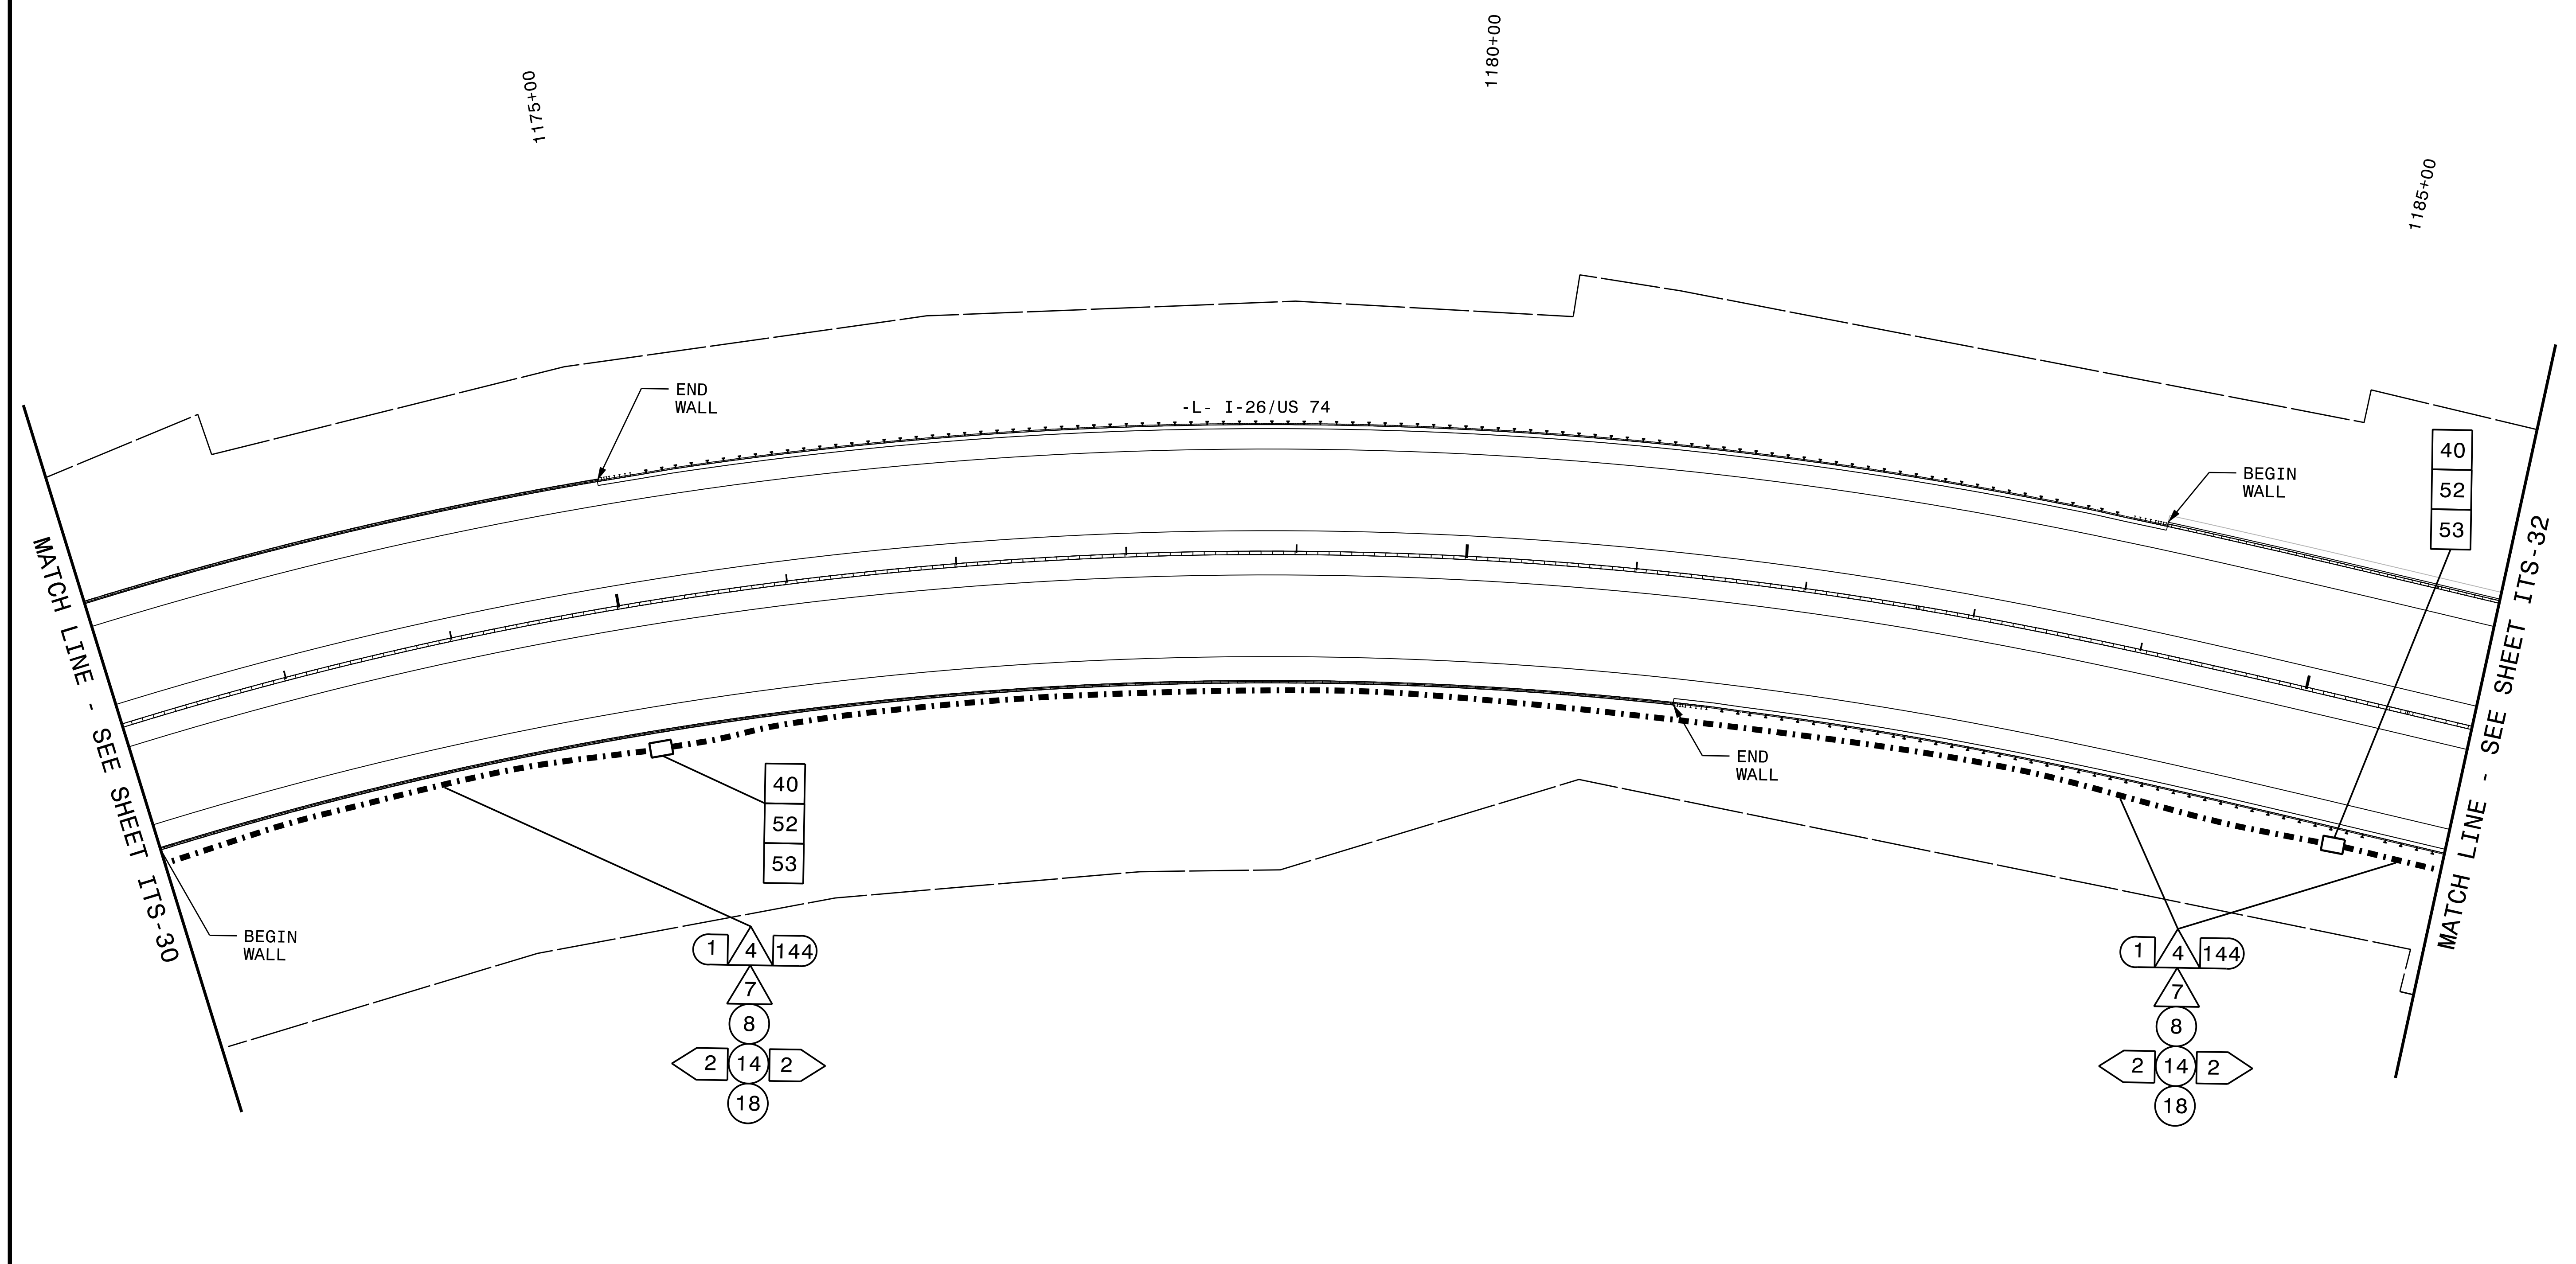 1175+00
1180+00
1185+00
END
WALL
-L- I-26/US 74
BEGIN
WALL
40
52
53
MATCH LINE - SEE SHEET ITS-30
MATCH LINE - SEE SHEET ITS-32
END
WALL
40
52
53
BEGIN
WALL
1 4 144
7
8
2 14 2
18
1 4 144
7
8
2 14 2
18